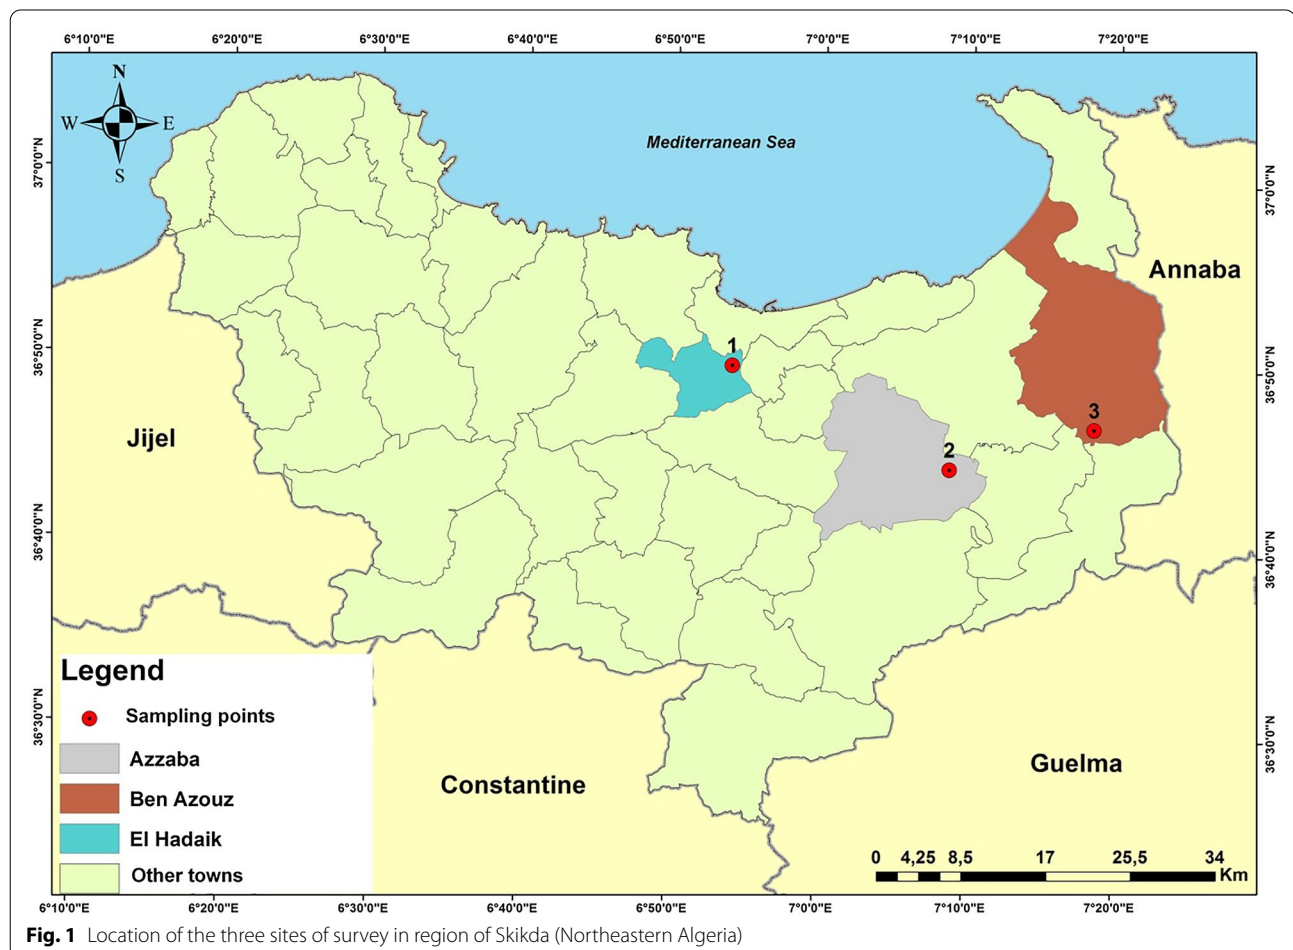 6°10'0"E 6°20'0"E 6°30'0"E 6°40'0"E 6°50'0"E 7°0'0"E 7°10'0"E 7°20'0"E
N
W E
S
Mediterranean Sea
37°0'0"N
37°0'0"N
Annaba
36°50'0"N
36°50'0"N
1
3
Jijel
2
36°40'0"N
36°40'0"N
Legend
Sampling points
Azzaba
Ben Azouz
El Hadaik
Other towns
36°30'0"N
36°30'0"N
Guelma
Constantine
0 4,25 8,5 17 25,5 34
Km
6°10'0"E 6°20'0"E 6°30'0"E 6°40'0"E 6°50'0"E 7°0'0"E 7°10'0"E 7°20'0"E
Fig. 1 Location of the three sites of survey in region of Skikda (Northeastern Algeria)